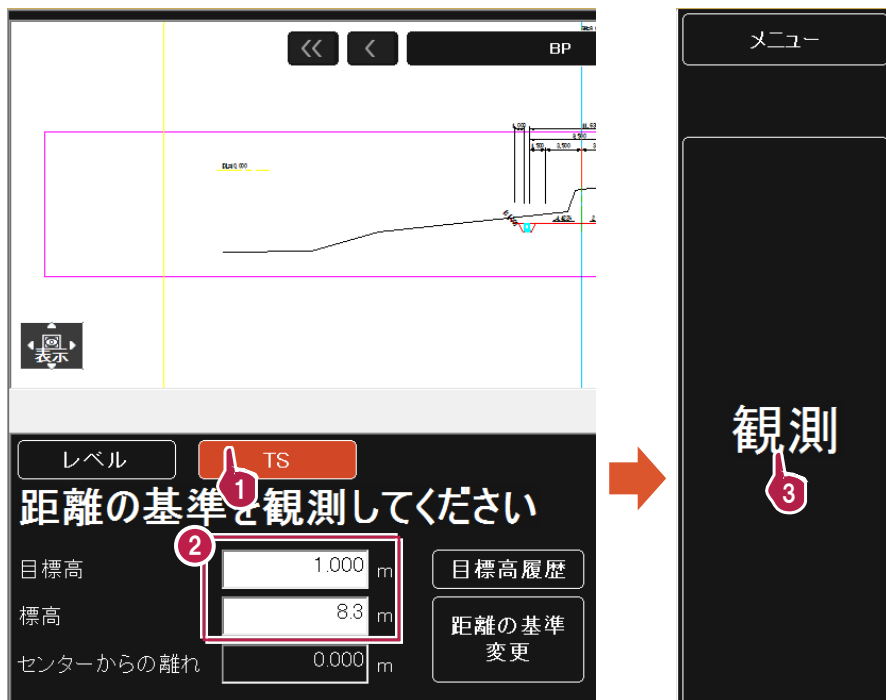 BP
メニュー
表示
レベル
TS
距離の基準を観測してください
目標高
1.000
m
目標高履歴
標高
8.3
m
距離の基準
変更
センターからの離れ
0.000
m
観測
1
2
3